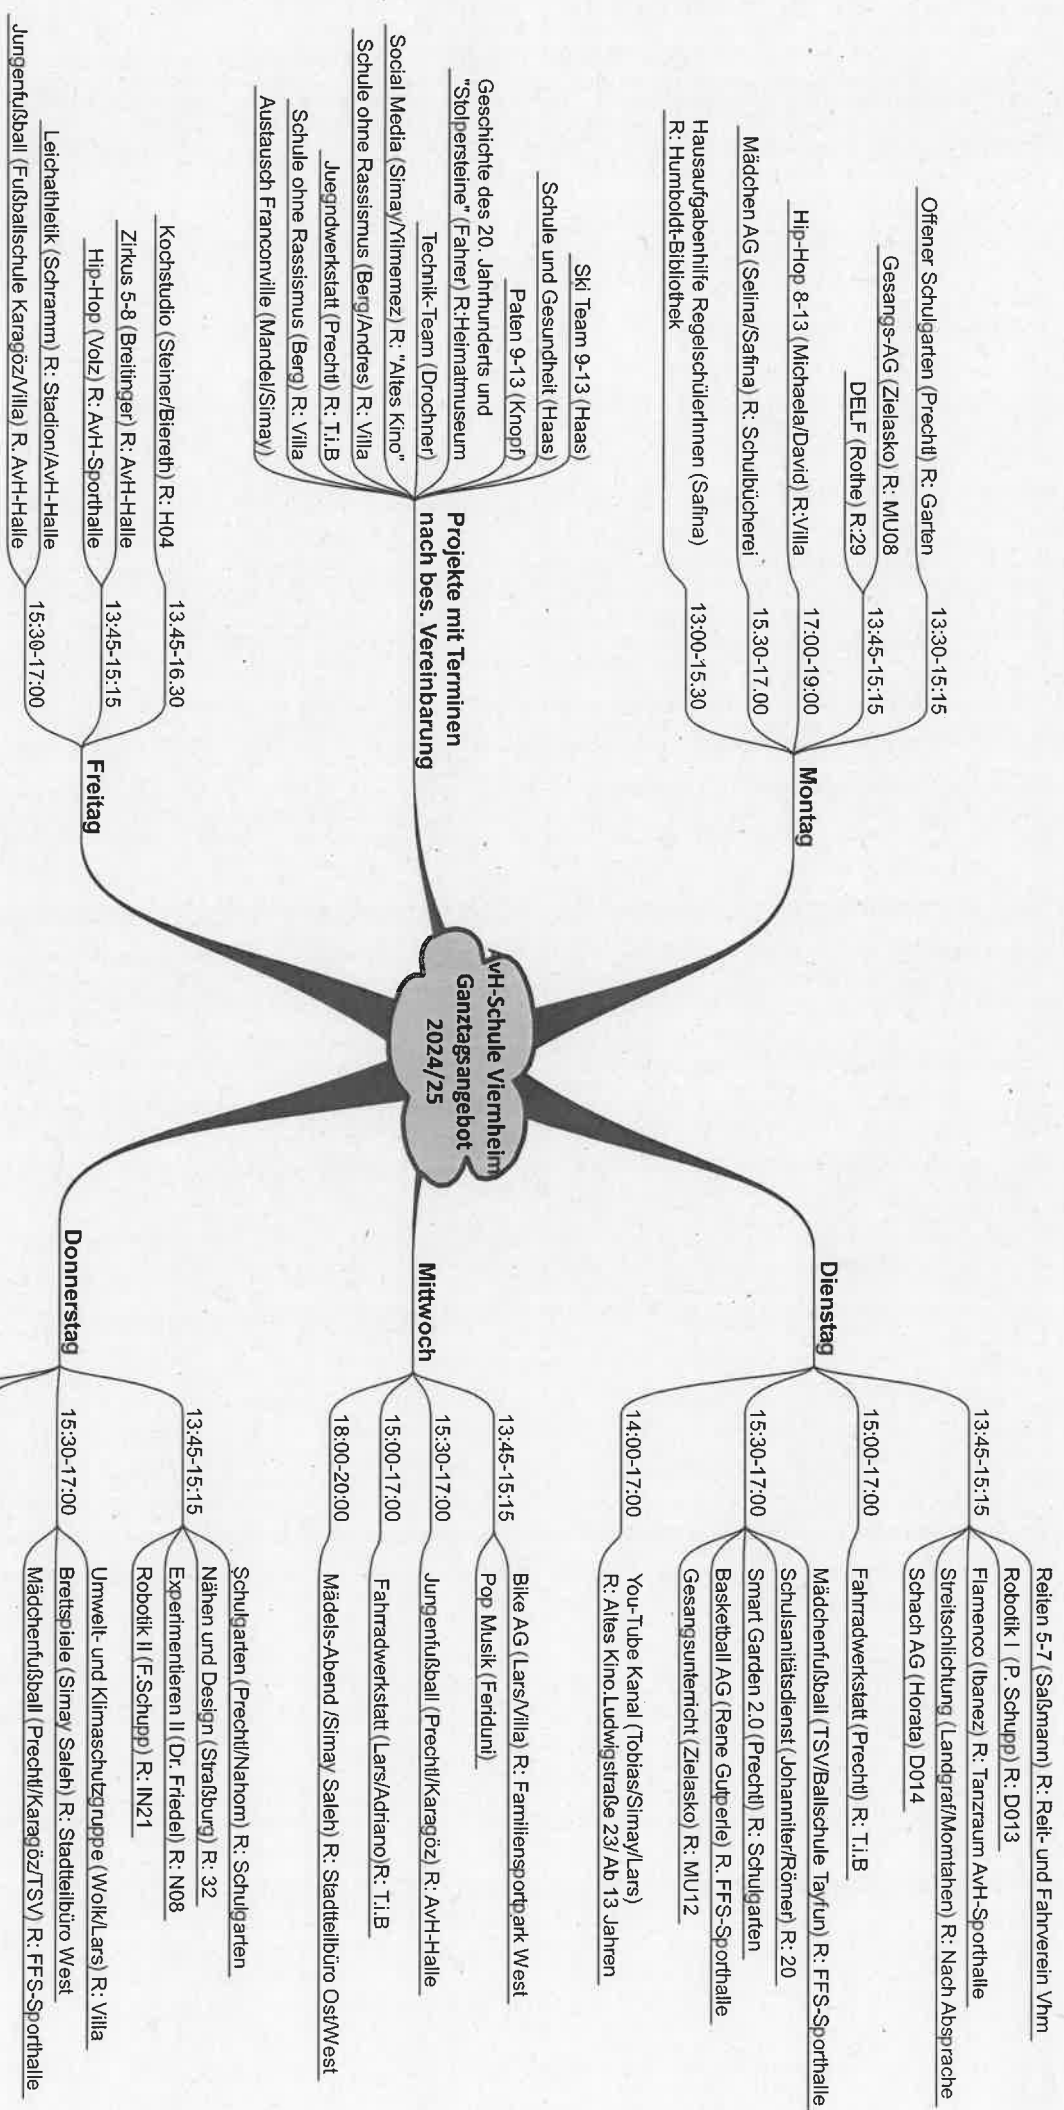 AvH-Schule Viernheim
Ganztagsangebot
2024/25
Montag
13:30-15:15
Offener Schulgarten (Prechtl) R: Garten
13:45-15:15
Gesangs-AG (Zielasko) R: MU08
DELF (Rothe) R:29
17:00-19:00
Hip-Hop 8-13 (Michaela/David) R:Villa
15.30-17.00
Mädchen AG (Selina/Safina) R: Schulbücherei
13:00-15.30
Hausaufgabenhilfe RegelschülerInnen (Safina)
R: Humboldt-Bibliothek
Projekte mit Terminen
nach bes. Vereinbarung
Ski Team 9-13 (Haas)
Schule und Gesundheit (Haas)
Paten 9-13 (Knopf)
Geschichte des 20. Jahrhunderts und
"Stolpersteine" (Fahrer) R:Heimatmuseum
Technik-Team (Drochner)
Social Media (Simay/Yilmemez) R: "Altes Kino"
Schule ohne Rassismus (Berg/Andres) R: Villa
Juegndwerkstatt (Prechtl) R: T.i.B
Schule ohne Rassismus (Berg) R: Villa
Austausch Franconville (Mandel/Simay)
Freitag
13.45-16.30
Kochstudio (Steiner/Biereth) R: H04
13:45-15:15
Zirkus 5-8 (Breitinger) R: AvH-Halle
Hip-Hop (Volz) R: AvH-Sporthalle
15:30-17:00
Leichathletik (Schramm) R: Stadion/AvH-Halle
Jungenfußball (Fußballschule Karagöz/Villa) R. AvH-Halle
Dienstag
13:45-15:15
Reiten 5-7 (Saßmann) R: Reit- und Fahrverein Vhm
Robotik I (P. Schupp) R: D013
Flamenco (Ibanez) R: Tanzraum AvH-Sporthalle
Streitschlichtung (Landgraf/Momtahen) R: Nach Absprache
Schach AG (Horata) D014
15:00-17:00
Fahrradwerkstatt (Prechtl) R: T.i.B
15:30-17:00
Mädchenfußball (TSV/Ballschule Tayfun) R: FFS-Sporthalle
Schulsanitätsdienst (Johanniter/Römer) R: 20
Smart Garden 2.0 (Prechtl) R: Schulgarten
Basketball AG (Rene Gutperle) R. FFS-Sporthalle
Gesangsunterricht (Zielasko) R: MU12
14:00-17:00
You-Tube Kanal (Tobias/Simay/Lars)
R: Altes Kino.Ludwigstraße 23/ Ab 13 Jahren
Mittwoch
13:45-15:15
Bike AG (Lars/Villa) R: Familiensportpark West
Pop Musik (Feriduni)
15:30-17:00
Jungenfußball (Prechtl/Karagöz) R: AvH-Halle
15:00-17:00
Fahrradwerkstatt (Lars/Adriano)R: T.i.B
18:00-20:00
Mädels-Abend /Simay Saleh) R: Stadtteilbüro Ost/West
Donnerstag
13:45-15:15
Schulgarten (Prechtl/Nahom) R: Schulgarten
Nähen und Design (Straßburg) R: 32
Experimentieren II (Dr. Friedel) R: N08
Robotik II (F.Schupp) R: IN21
15:30-17:00
Umwelt- und Klimaschutzgruppe (Wolk/Lars) R: Villa
Brettspiele (Simay Saleh) R: Stadtteilbüro West
Mädchenfußball (Prechtl/Karagöz/TSV) R: FFS-Sporthalle